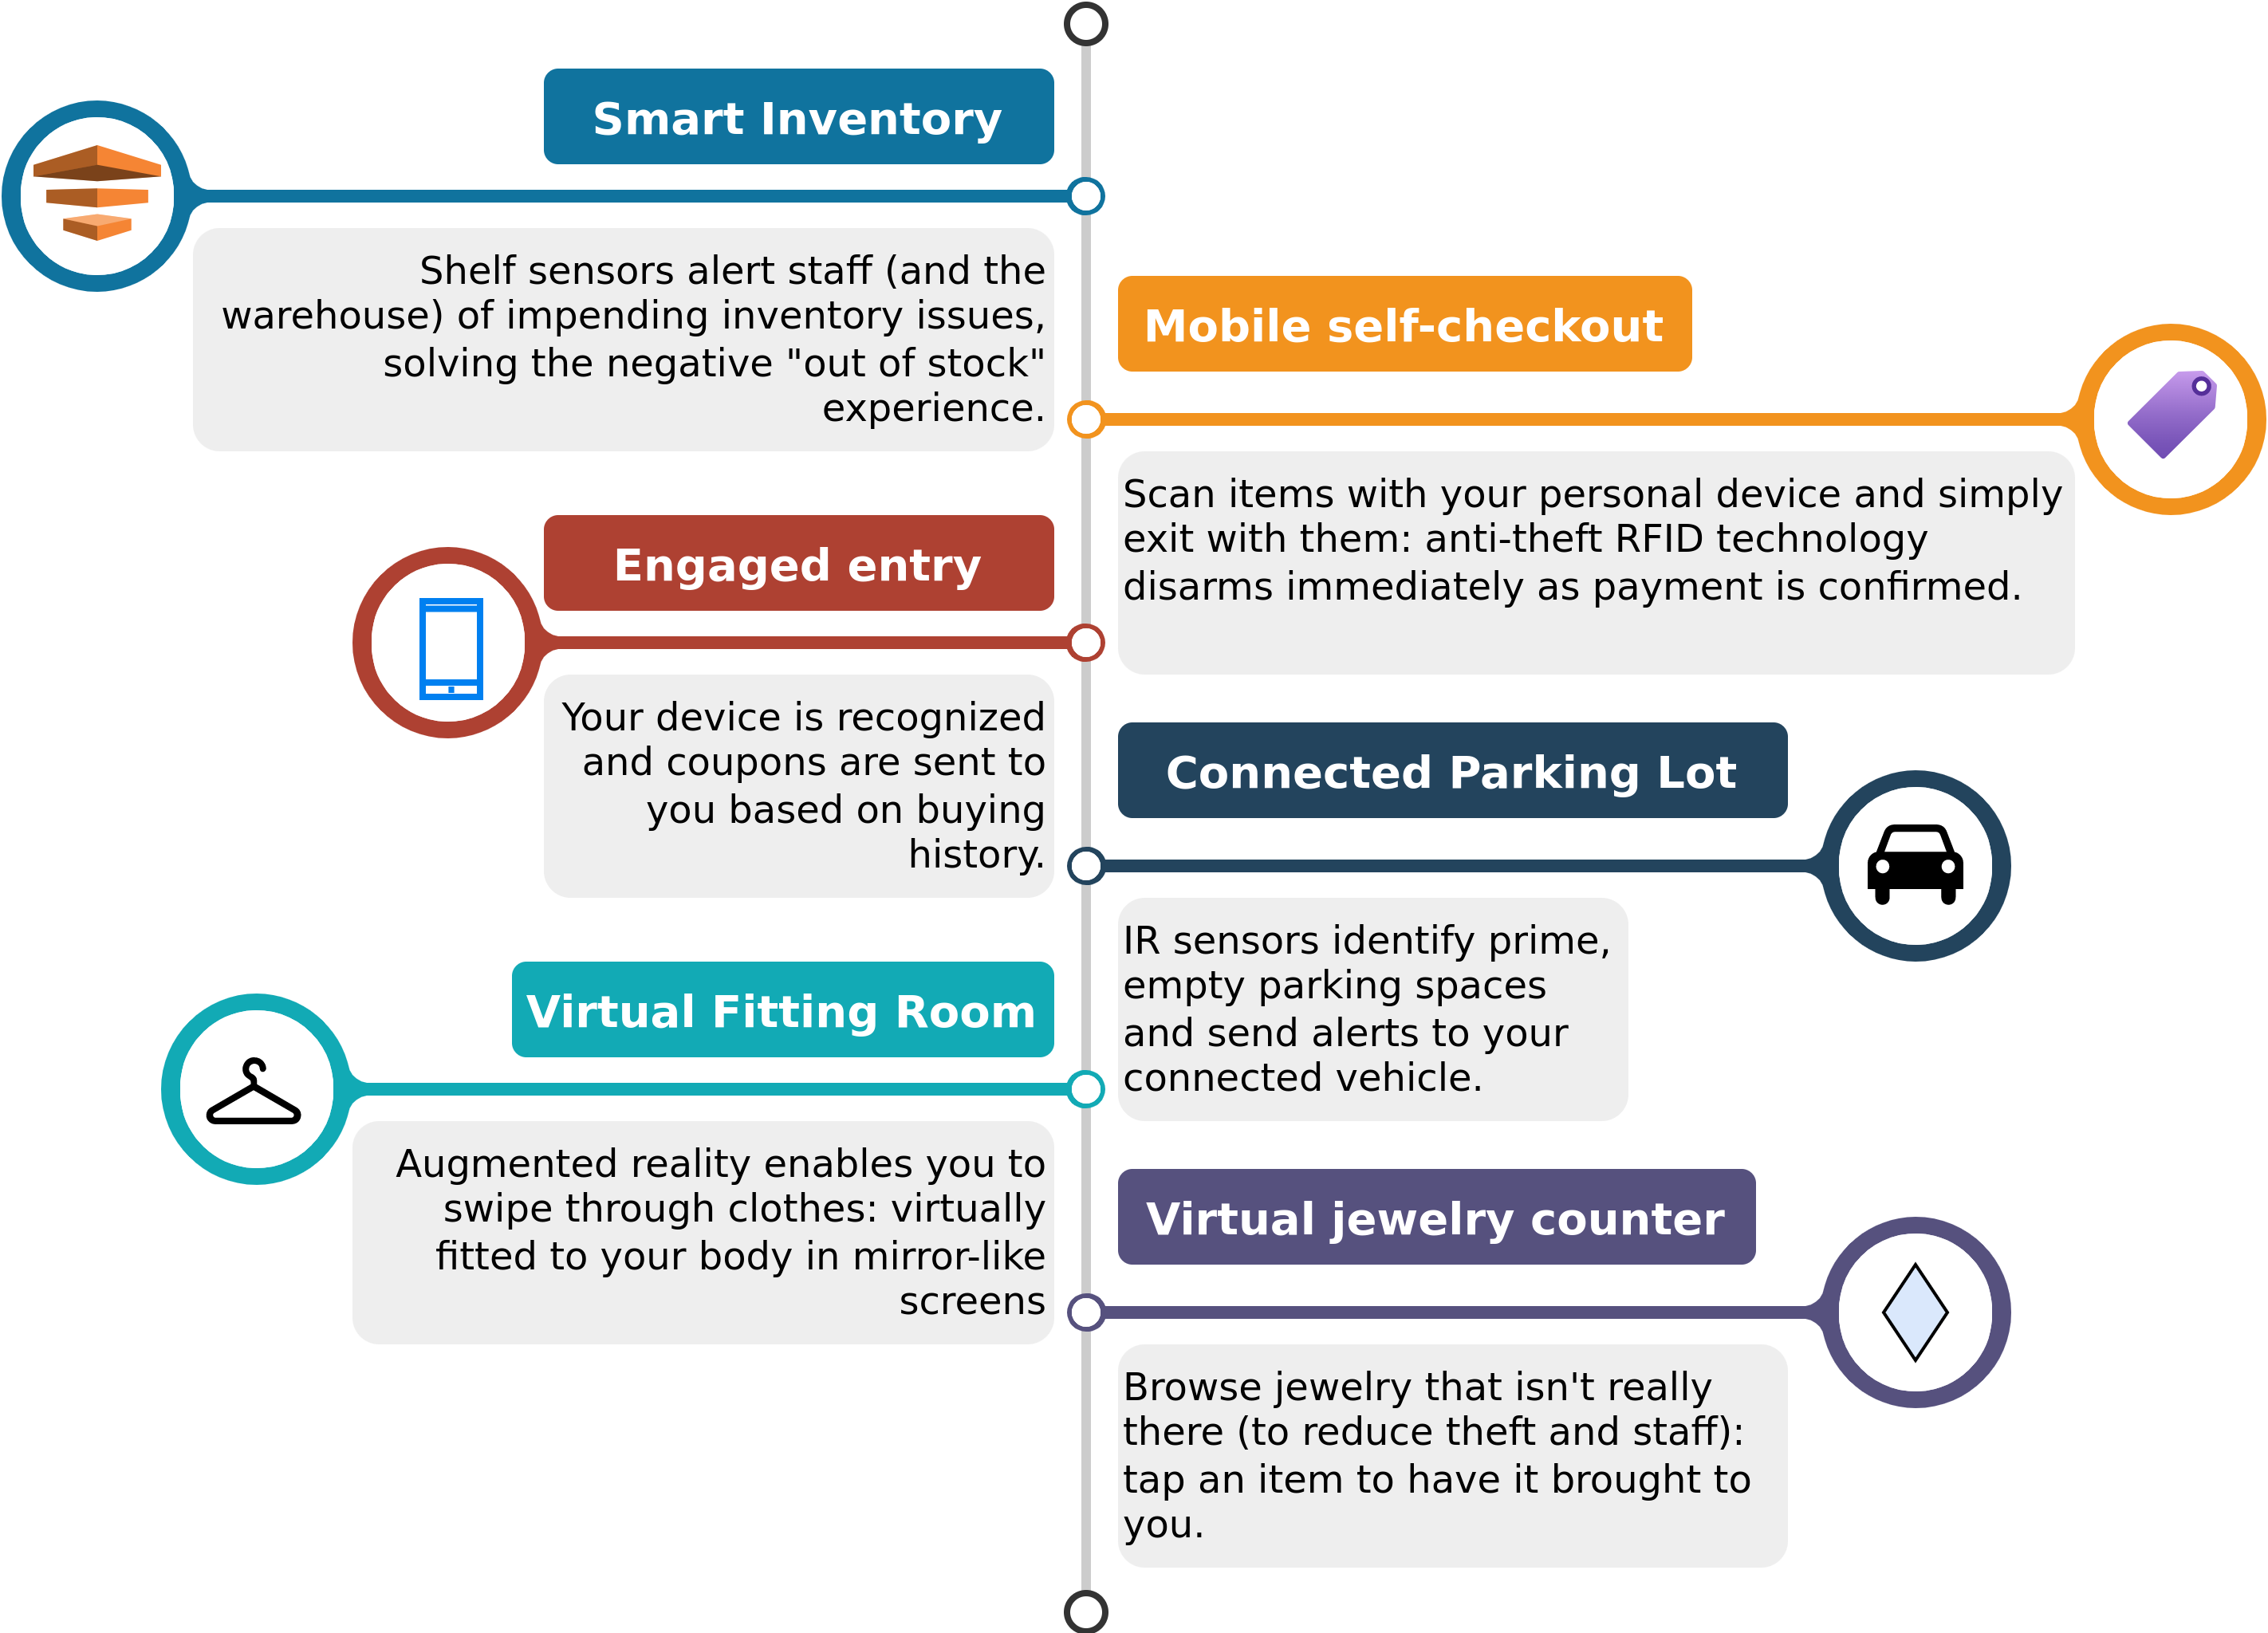 Smart Inventory
Shelf sensors alert staff (and the
warehouse) of impending inventory issues,
solving the negative "out of stock"
experience.
Mobile self-checkout
Scan items with your personal device and simply
exit with them: anti-theft RFID technology
disarms immediately as payment is confirmed.
Engaged entry
Your device is recognized
and coupons are sent to
you based on buying
history.
Connected Parking Lot
IR sensors identify prime,
empty parking spaces
and send alerts to your
connected vehicle.
Virtual Fitting Room
Augmented reality enables you to
swipe through clothes: virtually
fitted to your body in mirror-like
screens
Virtual jewelry counter
Browse jewelry that isn't really
there (to reduce theft and staff):
tap an item to have it brought to
you.